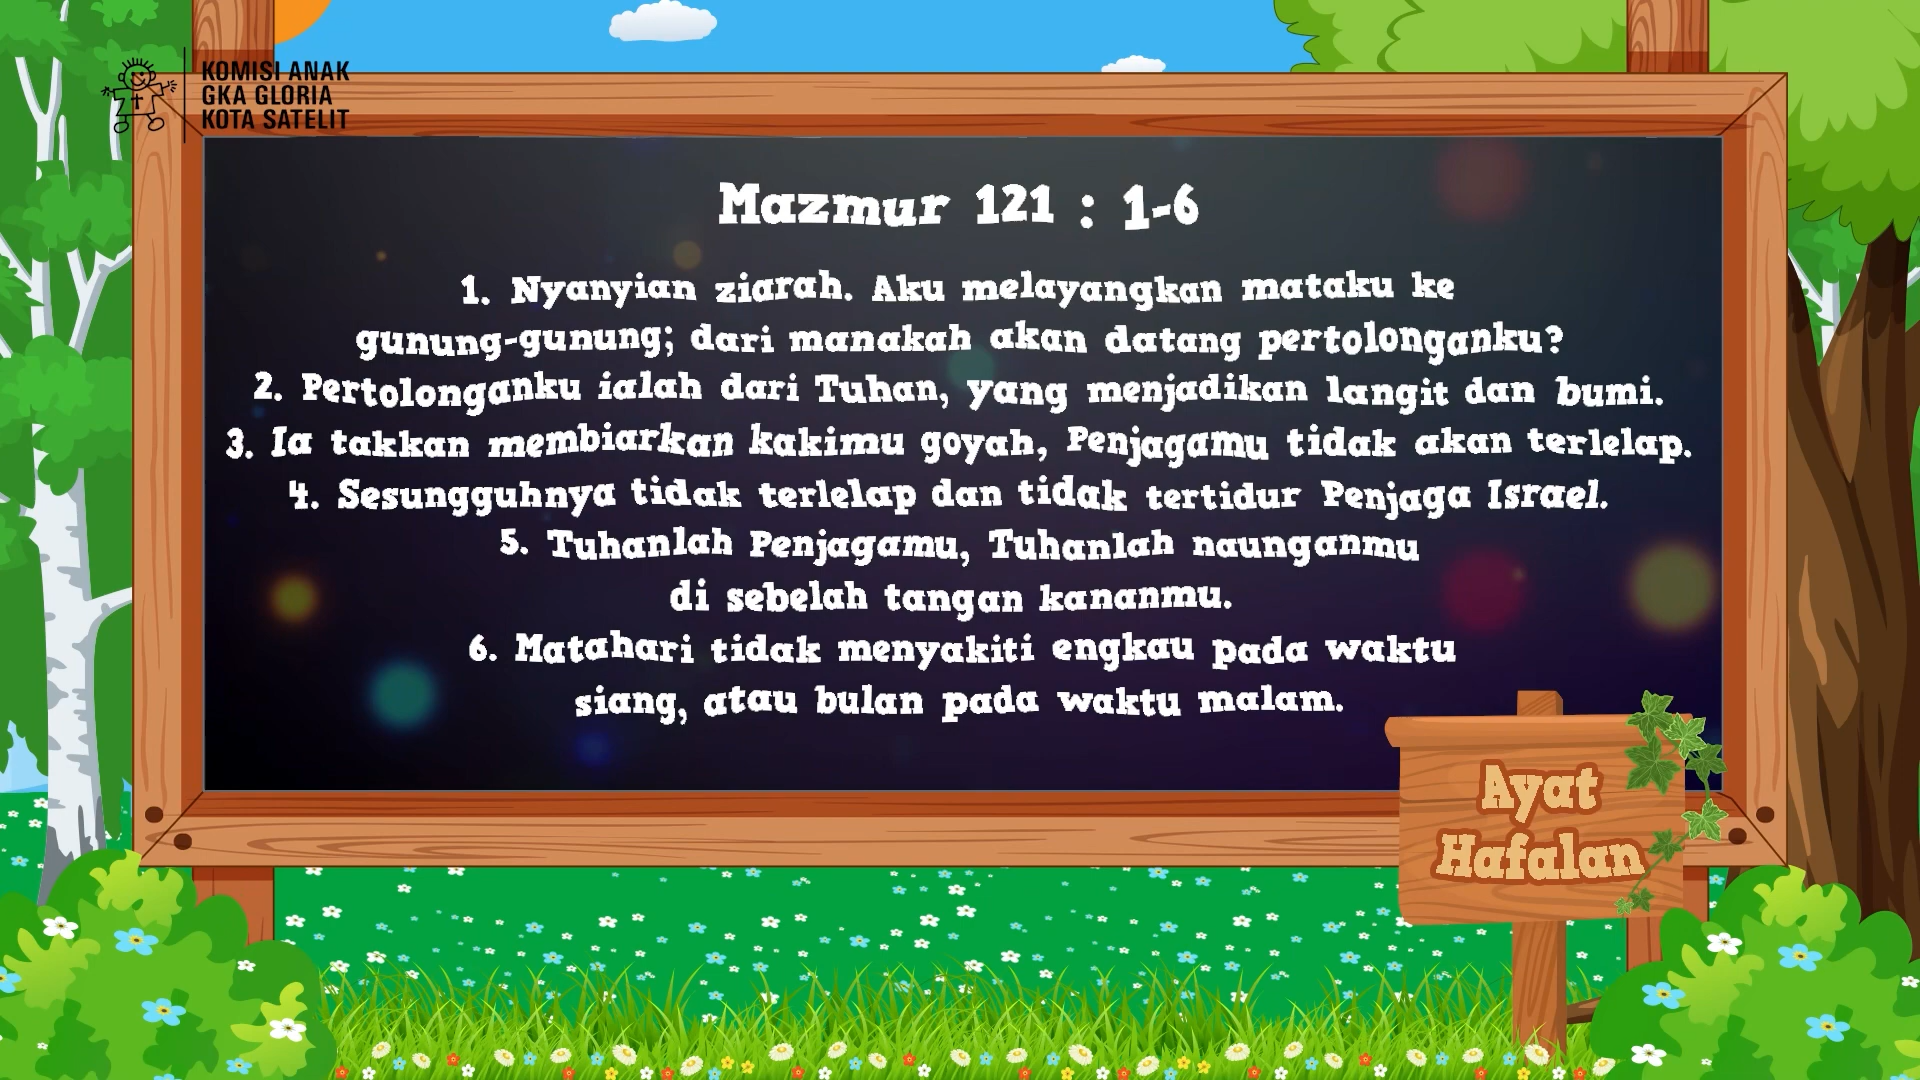 KOMISI ANAK
GKA GLORIA
KOTA SATELIT
Mazmur 121 : 1-6
1. Nyanyian ziarah. Aku melayangkan mataku ke
gunung-gunung; dari manakah akan datang pertolonganku?
2. Pertolonganku ialah dari Tuhan, yang menjadikan langit dan bumi.
3. Ia takkan membiarkan kakimu goyah, Penjagamu tidak akan terlelap.
4. Sesungguhnya tidak terlelap dan tidak tertidur Penjaga Israel.
5. Tuhanlah Penjagamu, Tuhanlah naunganmu
di sebelah tangan kananmu.
6. Matahari tidak menyakiti engkau pada waktu
siang, atau bulan pada waktu malam.
Ayat
Hafalan